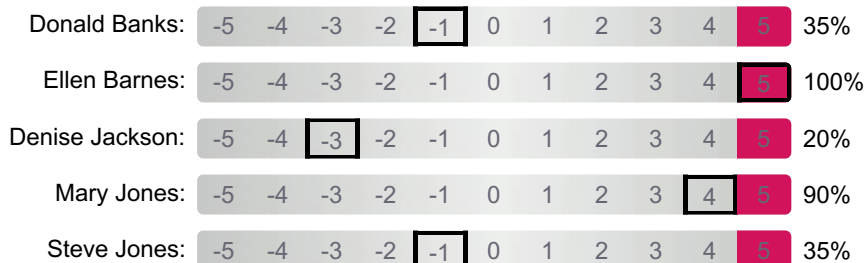 Donald Banks: -5 -4 -3 -2 -1 0 1 2 3 4 5 35%
Ellen Barnes: -5 -4 -3 -2 -1 0 1 2 3 4 5 100%
Denise Jackson: -5 -4 -3 -2 -1 0 1 2 3 4 5 20%
Mary Jones: -5 -4 -3 -2 -1 0 1 2 3 4 5 90%
Steve Jones: -5 -4 -3 -2 -1 0 1 2 3 4 5 35%